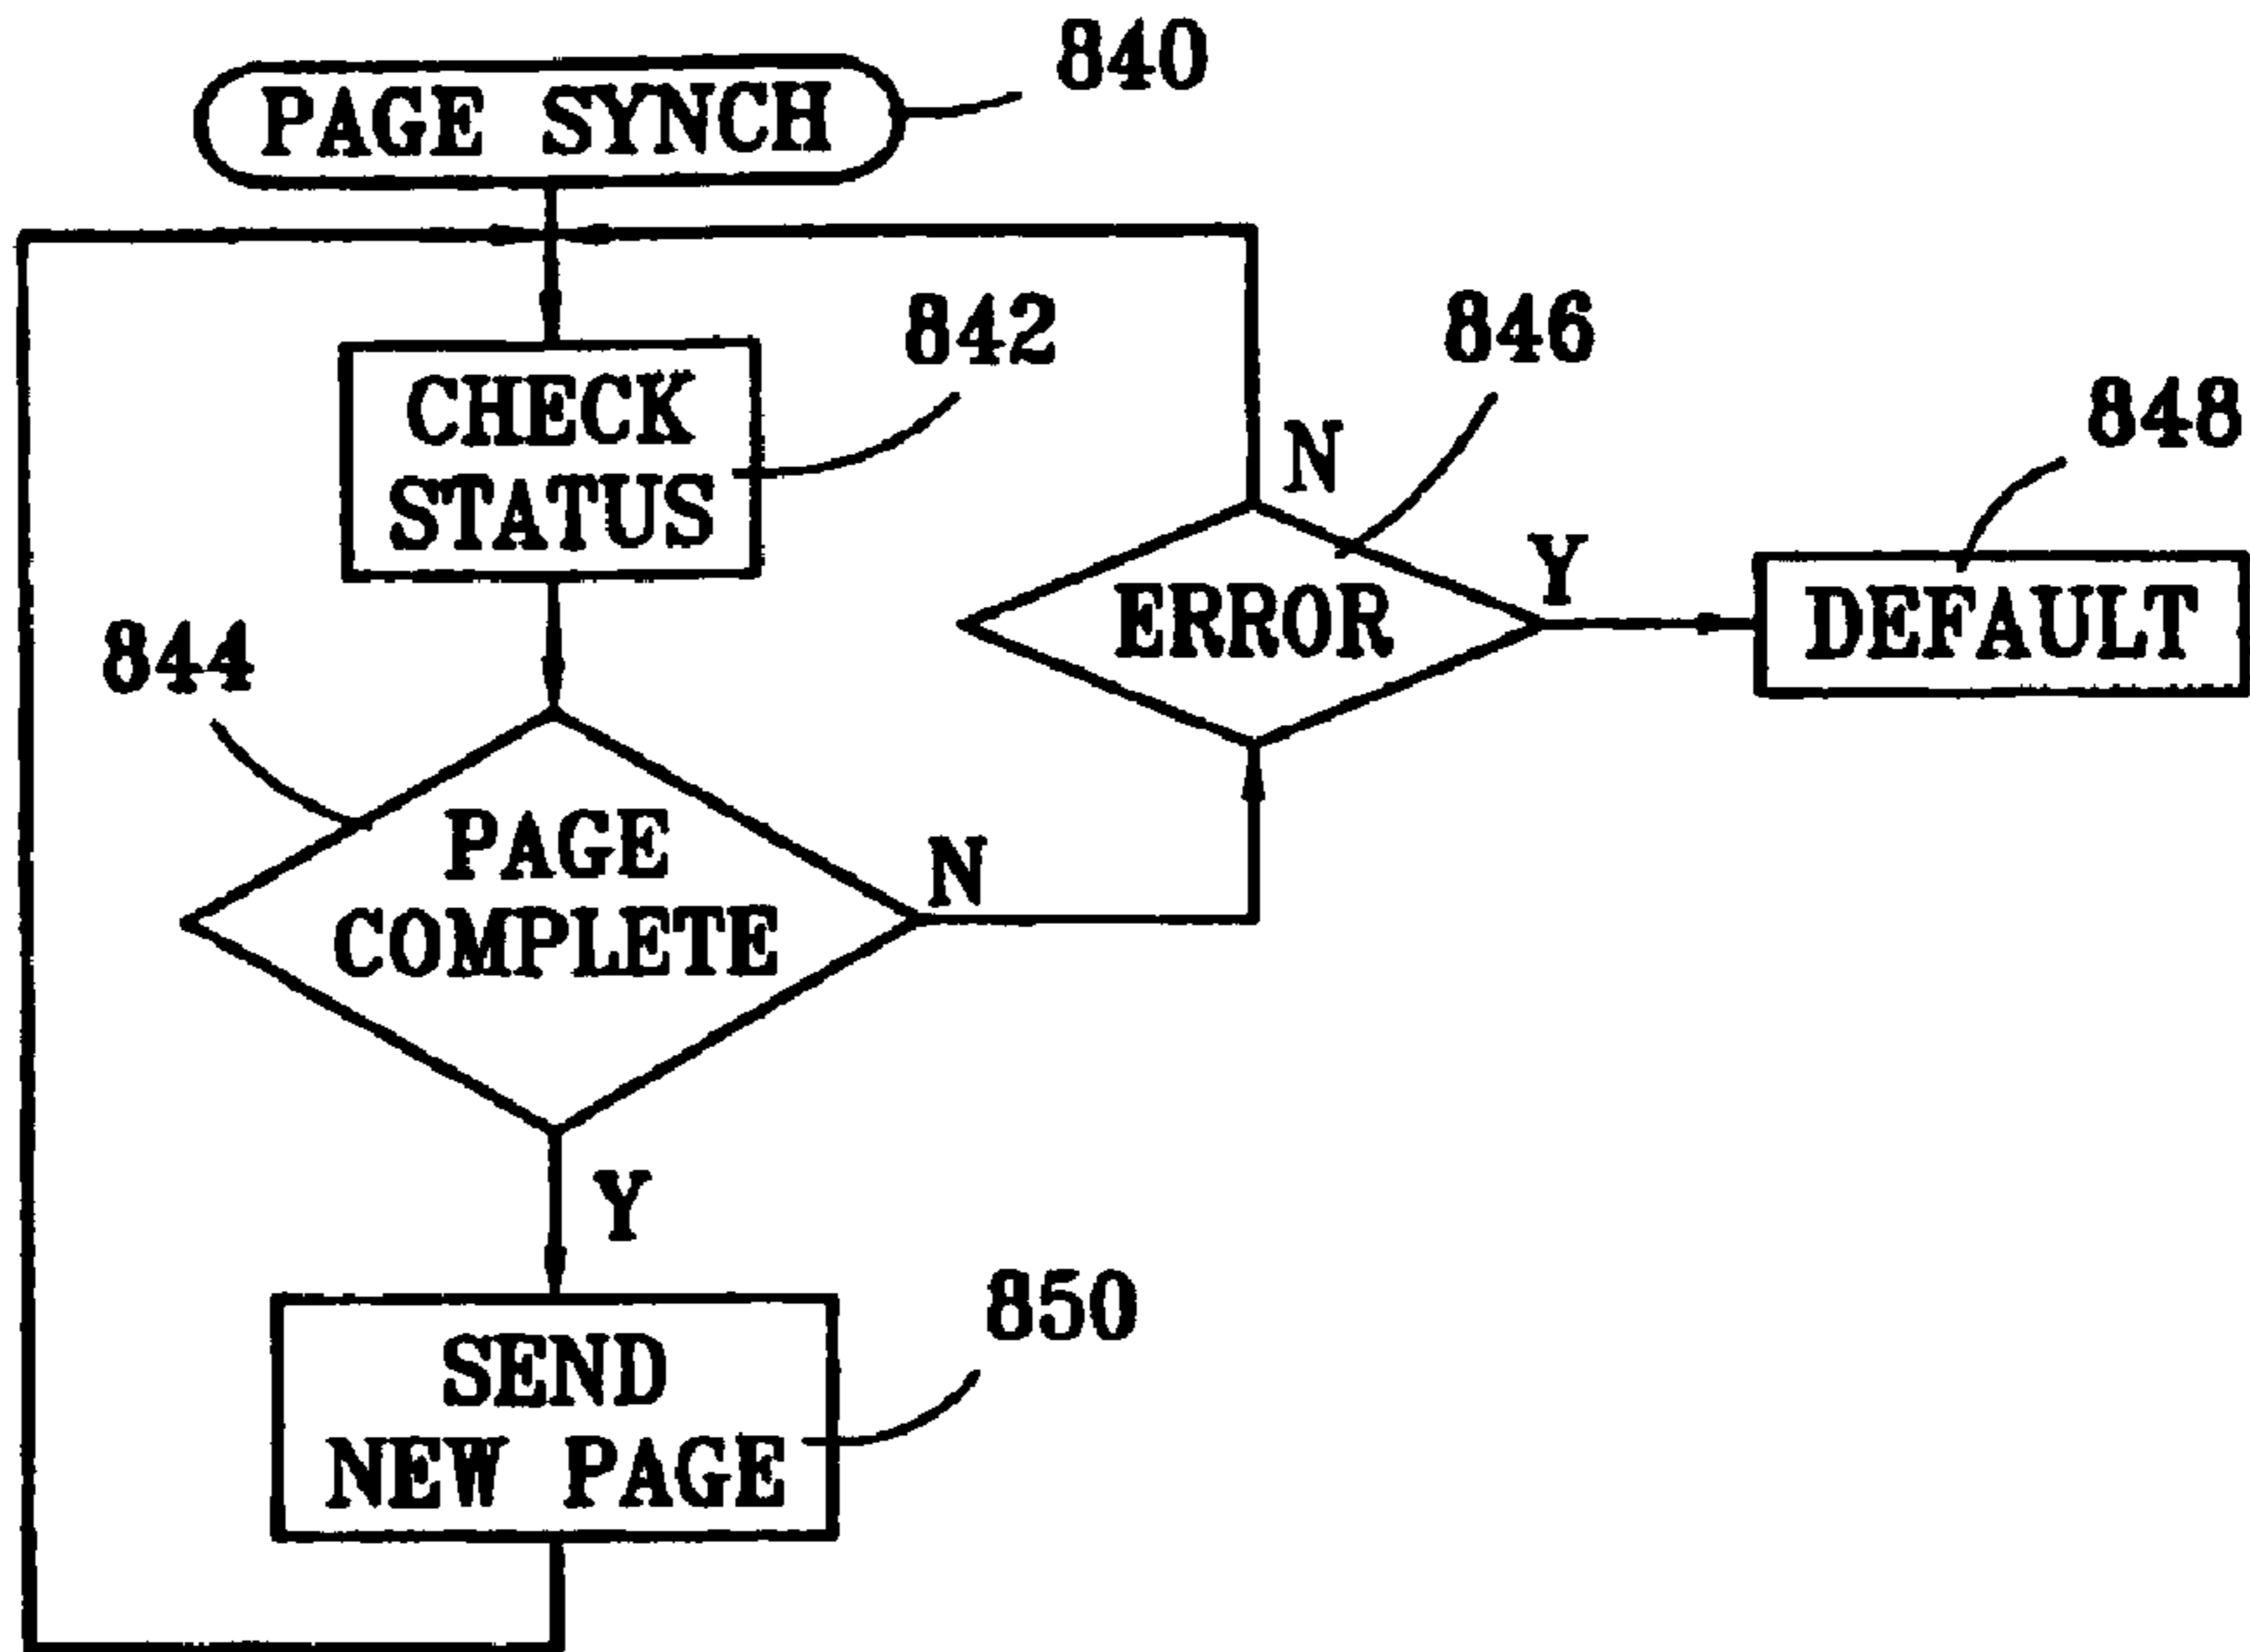 840
PAGE SYNCH
842
CHECK
STATUS
846
N
848
Y
ERROR
DEFAULT
844
PAGE
COMPLETE
N
Y
850
SEND
NEW PAGE